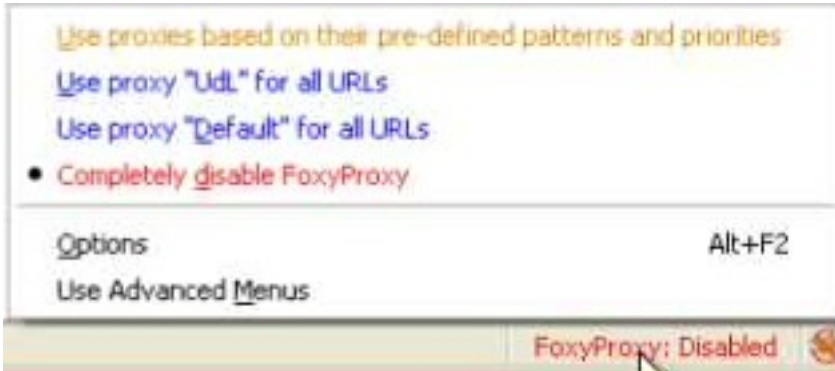 Use proxies based on their pre-defined patterns and priorities
Use proxy "UdL" for all URLs
Use proxy "Default" for all URLs
Completely disable FoxyProxy
Options Alt+F2
Use Advanced Menus
FoxyProxy: Disabled